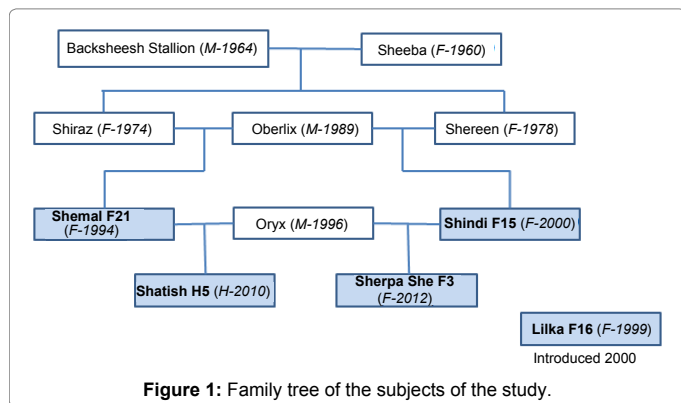 Backsheesh Stallion (M-1964)
Sheeba (F-1960)
Shiraz (F-1974)
Oberlix (M-1989)
Shereen (F-1978)
Shemal F21
(F-1994)
Oryx (M-1996)
Shindi F15 (F-2000)
Shatish H5 (H-2010)
Sherpa She F3
(F-2012)
Lilka F16 (F-1999)
Introduced 2000
Figure 1: Family tree of the subjects of the study.